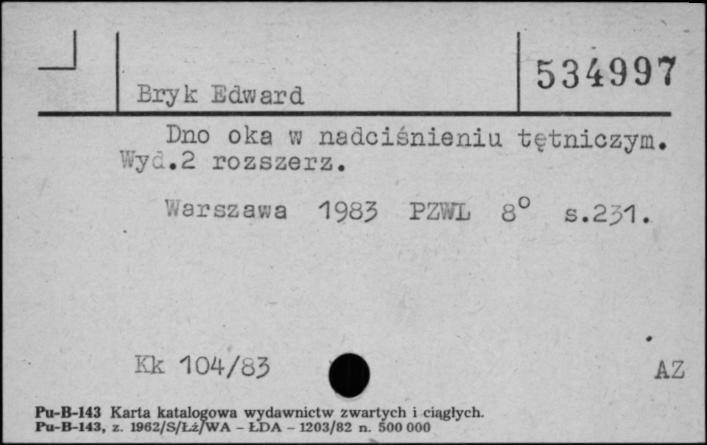 534997
Bryk Edward
Dno oka w nadciśnieniu tętniczym.
Wyd.2 rozszerz.
Warszawa 1983 PZWL 8° s.231.
Kk 104/83
AZ
Pu-B-143 Karta katalogowa wydawnictw zwartych i ciągłych.
Pu-B-143, z. 1962/S/Łż/WA - ŁDA - 1203/82 n. 500 000